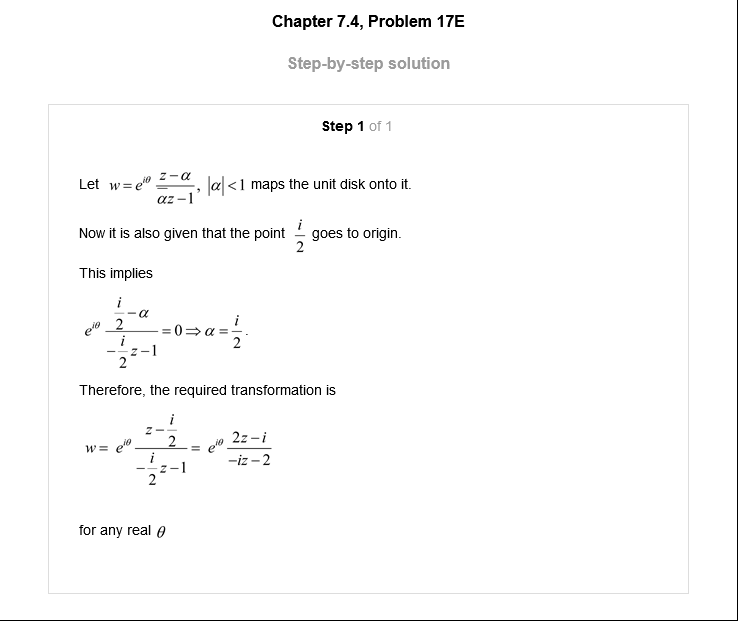 Chapter 7.4, Problem 17E
Step-by-step solution
Step 1 of 1
Let $w = e^{i\theta} \frac{z-\alpha}{\overline{\alpha}z-1}, |\alpha| < 1$ maps the unit disk onto it.
Now it is also given that the point $\frac{i}{2}$ goes to origin.
This implies
$e^{i\theta} \frac{\frac{i}{2}-\alpha}{-\frac{i}{2}z-1} = 0 \Rightarrow \alpha = \frac{i}{2}.$
Therefore, the required transformation is
$w = e^{i\theta} \frac{z-\frac{i}{2}}{-\frac{i}{2}z-1} = e^{i\theta} \frac{2z-i}{-iz-2}$
for any real $\theta$